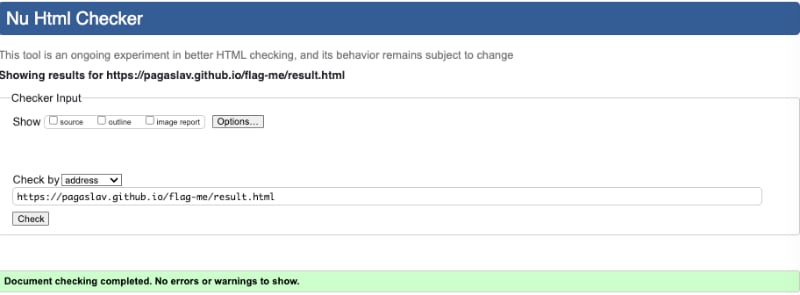 Nu Html Checker
This tool is an ongoing experiment in better HTML checking, and its behavior remains subject to change
Showing results for https://pagaslav.github.io/flag-me/result.html
Checker Input
Show source outline image report Options...
Check by address
https://pagaslav.github.io/flag-me/result.html
Check
Document checking completed. No errors or warnings to show.